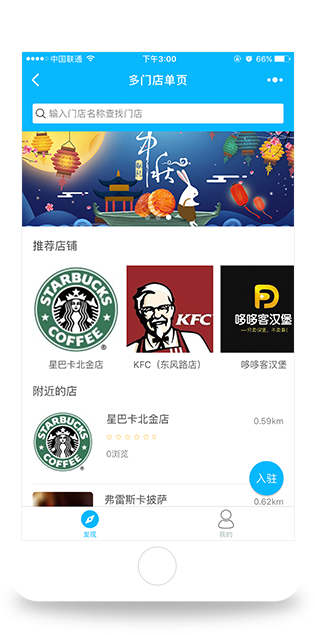 中国联通 下午3:00 66%
多门店单页
输入门店名称查找门店
中秋
推荐店铺
STARBUCKS
COFFEE
KFC
哆哆客汉堡
星巴卡北金店
KFC（东风路店）
哆哆客汉堡
附近的店
STARBUCKS
COFFEE
星巴卡北金店
0.59km
0浏览
入驻
弗雷斯卡披萨
0.62km
发现
我的